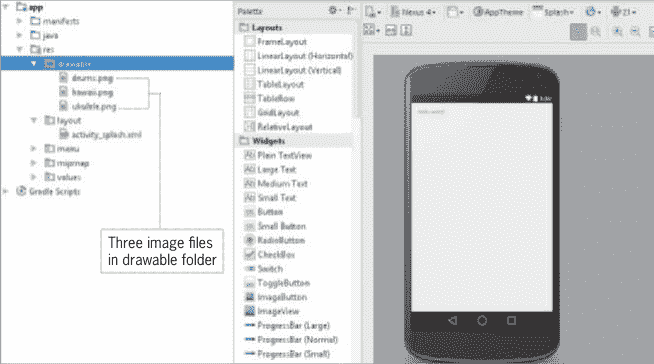 app
manifests
java
res
drawable
drums.png
hawaii.png
ukulele.png
layout
activity_splash.xml
menu
mipmap
values
Gradle Scripts
Three image files
in drawable folder
Palette
Layouts
FrameLayout
LinearLayout (Horizontal)
LinearLayout (Vertical)
TableLayout
TableRow
GridLayout
RelativeLayout
Widgets
Plain TextView
Large Text
Medium Text
Small Text
Button
Small Button
RadioButton
CheckBox
Switch
ToggleButton
ImageButton
ImageView
ProgressBar (Large)
ProgressBar (Normal)
ProgressBar (Small)
Nexus 4 AppTheme Splash 21